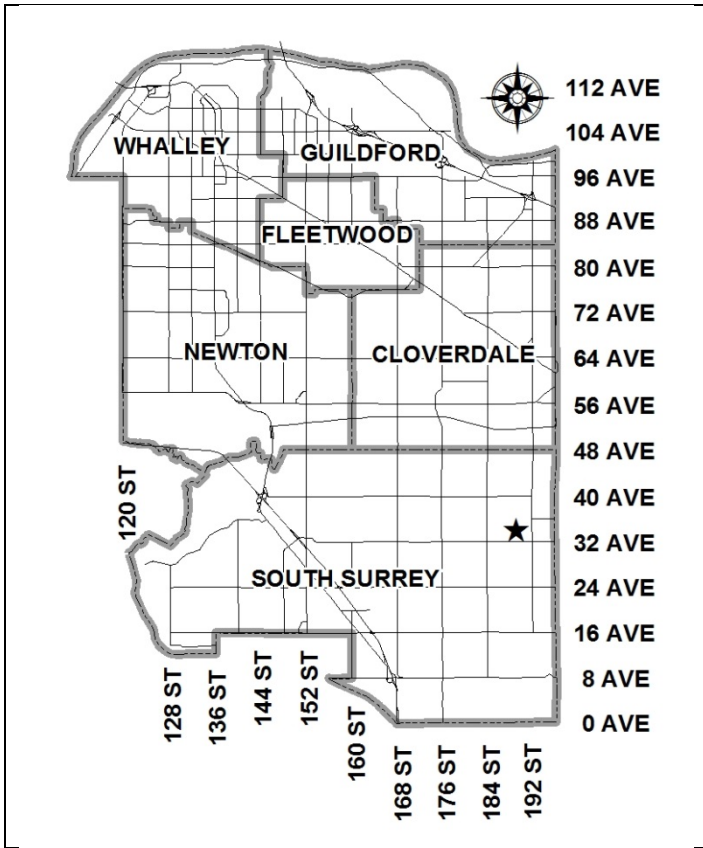 112 AVE
104 AVE
WHALLEY
GUILDFORD
96 AVE
88 AVE
FLEETWOOD
80 AVE
72 AVE
NEWTON
CLOVERDALE
64 AVE
56 AVE
48 AVE
120 ST
40 AVE
32 AVE
SOUTH SURREY
24 AVE
16 AVE
128 ST
136 ST
144 ST
152 ST
160 ST
8 AVE
0 AVE
168 ST
176 ST
184 ST
192 ST